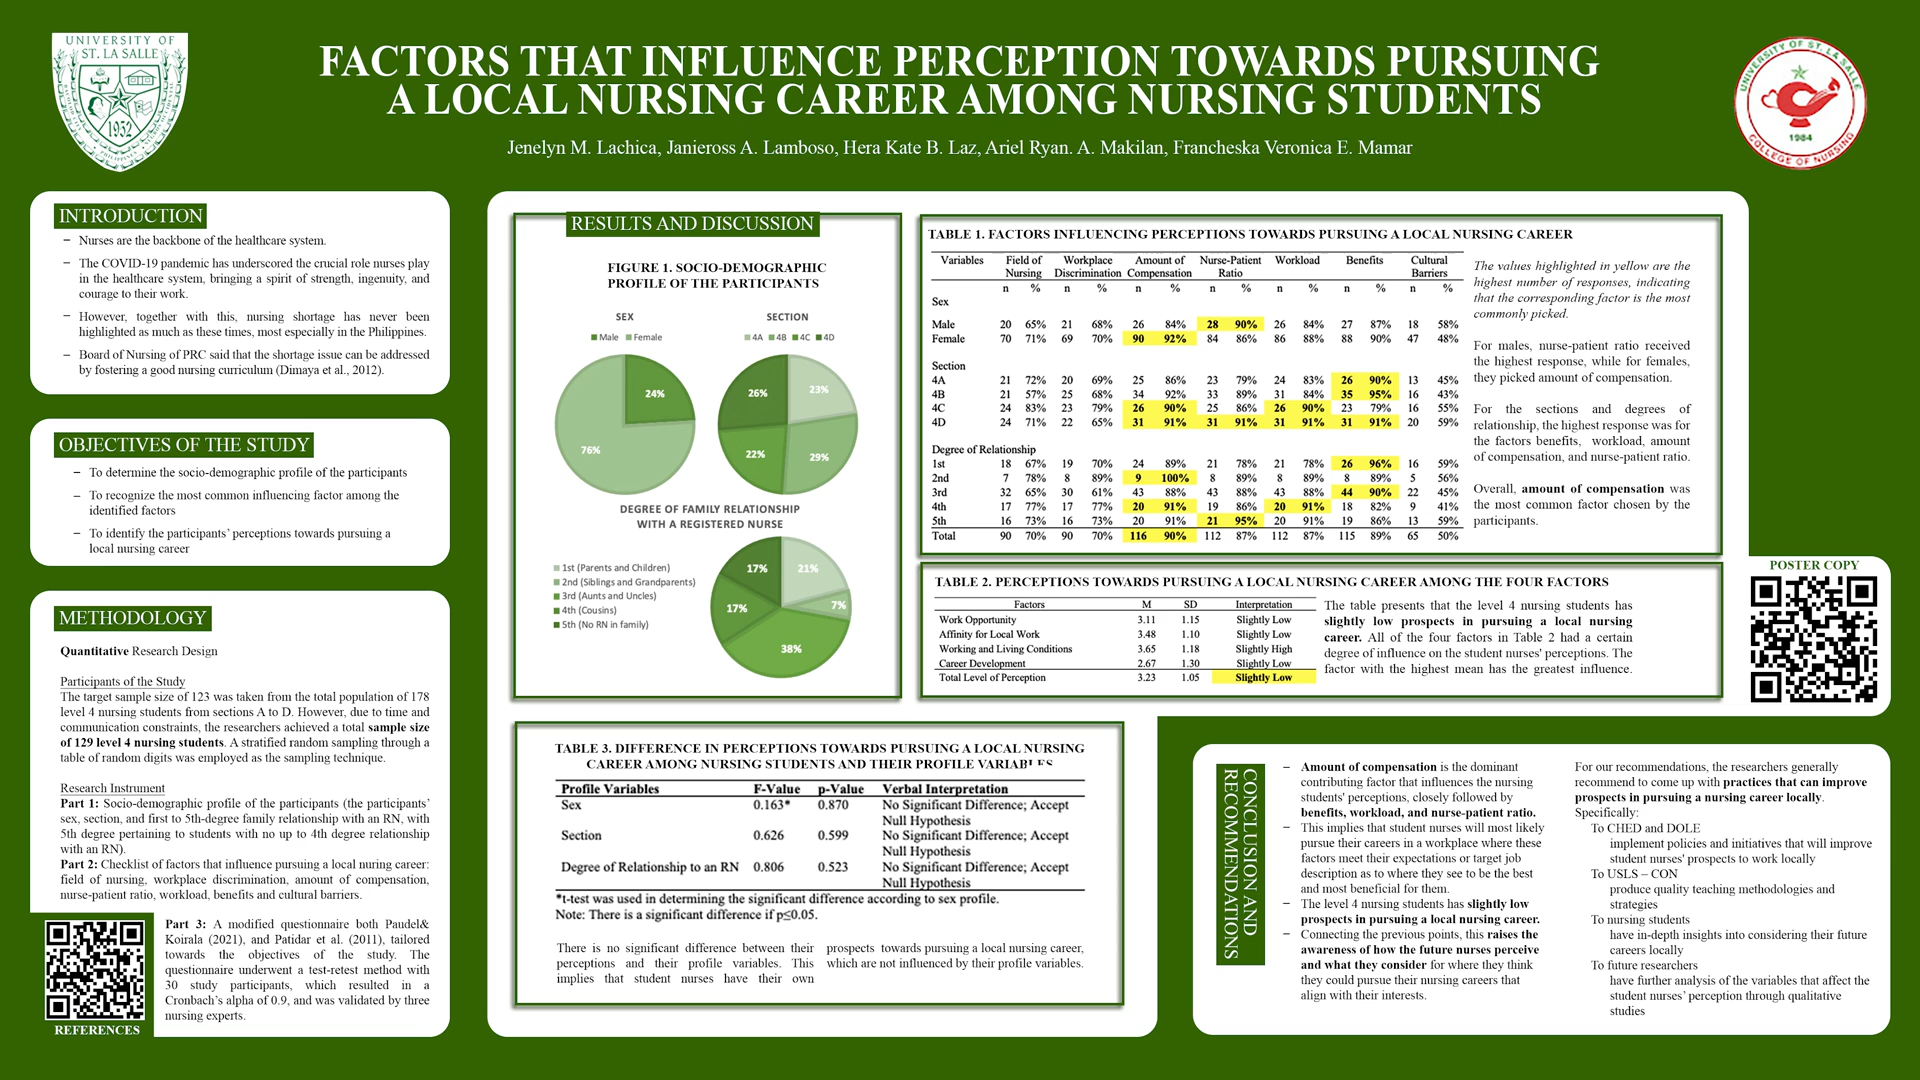 UNIVERSITY OF
ST. LA SALLE
1952
FACTORS THAT INFLUENCE PERCEPTION TOWARDS PURSUING
A LOCAL NURSING CAREER AMONG NURSING STUDENTS
Jenelyn M. Lachica, Janieross A. Lamboso, Hera Kate B. Laz, Ariel Ryan. A. Makilan, Francheska Veronica E. Mamar
UNIVERSITY OF ST. LA SALLE
1984
COLLEGE OF NURSING
INTRODUCTION
– Nurses are the backbone of the healthcare system.
– The COVID-19 pandemic has underscored the crucial role nurses play
in the healthcare system, bringing a spirit of strength, ingenuity, and
courage to their work.
– However, together with this, nursing shortage has never been
highlighted as much as these times, most especially in the Philippines.
– Board of Nursing of PRC said that the shortage issue can be addressed
by fostering a good nursing curriculum (Dimaya et al., 2012).
OBJECTIVES OF THE STUDY
– To determine the socio-demographic profile of the participants
– To recognize the most common influencing factor among the
identified factors
– To identify the participants' perceptions towards pursuing a
local nursing career
METHODOLOGY
Quantitative Research Design
Participants of the Study
The target sample size of 123 was taken from the total population of 178
level 4 nursing students from sections A to D. However, due to time and
communication constraints, the researchers achieved a total sample size
of 129 level 4 nursing students. A stratified random sampling through a
table of random digits was employed as the sampling technique.
Research Instrument
Part 1: Socio-demographic profile of the participants (the participants'
sex, section, and first to 5th-degree family relationship with an RN, with
5th degree pertaining to students with no up to 4th degree relationship
with an RN).
Part 2: Checklist of factors that influence pursuing a local nuring career:
field of nursing, workplace discrimination, amount of compensation,
nurse-patient ratio, workload, benefits and cultural barriers.
Part 3: A modified questionnaire both Paudel&
Koirala (2021), and Patidar et al. (2011), tailored
towards the objectives of the study. The
questionnaire underwent a test-retest method with
30 study participants, which resulted in a
Cronbach's alpha of 0.9, and was validated by three
nursing experts.
REFERENCES
RESULTS AND DISCUSSION
FIGURE 1. SOCIO-DEMOGRAPHIC
PROFILE OF THE PARTICIPANTS
SEX
Male Female
24%
76%
SECTION
4A 4B 4C 4D
26% 23%
22% 29%
DEGREE OF FAMILY RELATIONSHIP
WITH A REGISTERED NURSE
1st (Parents and Children)
2nd (Siblings and Grandparents)
3rd (Aunts and Uncles)
4th (Cousins)
5th (No RN in family)
17% 21%
17% 7%
38%
TABLE 1. FACTORS INFLUENCING PERCEPTIONS TOWARDS PURSUING A LOCAL NURSING CAREER
Variables Field of Nursing Workplace Discrimination Amount of Compensation Nurse-Patient Ratio Workload Benefits Cultural Barriers
n % n % n % n % n % n % n %
Sex
Male 20 65% 21 68% 26 84% 28 90% 26 84% 27 87% 18 58%
Female 70 71% 69 70% 90 92% 84 86% 86 88% 88 90% 47 48%
Section
4A 21 72% 20 69% 25 86% 23 79% 24 83% 26 90% 13 45%
4B 21 57% 25 68% 34 92% 33 89% 31 84% 35 95% 16 43%
4C 24 83% 23 79% 26 90% 25 86% 26 90% 23 79% 16 55%
4D 24 71% 22 65% 31 91% 31 91% 31 91% 31 91% 20 59%
Degree of Relationship
1st 18 67% 19 70% 24 89% 21 78% 21 78% 26 96% 16 59%
2nd 7 78% 8 89% 9 100% 8 89% 8 89% 8 89% 5 56%
3rd 32 65% 30 61% 43 88% 43 88% 43 88% 44 90% 22 45%
4th 17 77% 17 77% 20 91% 19 86% 20 91% 18 82% 9 41%
5th 16 73% 16 73% 20 91% 21 95% 20 91% 19 86% 13 59%
Total 90 70% 90 70% 116 90% 112 87% 112 87% 115 89% 65 50%
The values highlighted in yellow are the
highest number of responses, indicating
that the corresponding factor is the most
commonly picked.
For males, nurse-patient ratio received
the highest response, while for females,
they picked amount of compensation.
For the sections and degrees of
relationship, the highest response was for
the factors benefits, workload, amount
of compensation, and nurse-patient ratio.
Overall, amount of compensation was
the most common factor chosen by the
participants.
TABLE 2. PERCEPTIONS TOWARDS PURSUING A LOCAL NURSING CAREER AMONG THE FOUR FACTORS
Factors M SD Interpretation
Work Opportunity 3.11 1.15 Slightly Low
Affinity for Local Work 3.48 1.10 Slightly Low
Working and Living Conditions 3.65 1.18 Slightly High
Career Development 2.67 1.30 Slightly Low
Total Level of Perception 3.23 1.05 Slightly Low
The table presents that the level 4 nursing students has
slightly low prospects in pursuing a local nursing
career. All of the four factors in Table 2 had a certain
degree of influence on the student nurses' perceptions. The
factor with the highest mean has the greatest influence.
POSTER COPY
TABLE 3. DIFFERENCE IN PERCEPTIONS TOWARDS PURSUING A LOCAL NURSING
CAREER AMONG NURSING STUDENTS AND THEIR PROFILE VARIABLES
Profile Variables F-Value p-Value Verbal Interpretation
Sex 0.163* 0.870 No Significant Difference; Accept
Null Hypothesis
Section 0.626 0.599 No Significant Difference; Accept
Null Hypothesis
Degree of Relationship to an RN 0.806 0.523 No Significant Difference; Accept
Null Hypothesis
*t-test was used in determining the significant difference according to sex profile.
Note: There is a significant difference if p≤0.05.
There is no significant difference between their
perceptions and their profile variables. This
implies that student nurses have their own
prospects towards pursuing a local nursing career,
which are not influenced by their profile variables.
CONCLUSION AND
RECOMMENDATIONS
– Amount of compensation is the dominant
contributing factor that influences the nursing
students' perceptions, closely followed by
benefits, workload, and nurse-patient ratio.
– This implies that student nurses will most likely
pursue their careers in a workplace where these
factors meet their expectations or target job
description as to where they see to be the best
and most beneficial for them.
– The level 4 nursing students has slightly low
prospects in pursuing a local nursing career.
– Connecting the previous points, this raises the
awareness of how the future nurses perceive
and what they consider for where they think
they could pursue their nursing careers that
align with their interests.
For our recommendations, the researchers generally
recommend to come up with practices that can improve
prospects in pursuing a nursing career locally.
Specifically:
To CHED and DOLE
implement policies and initiatives that will improve
student nurses' prospects to work locally
To USLS – CON
produce quality teaching methodologies and
strategies
To nursing students
have in-depth insights into considering their future
careers locally
To future researchers
have further analysis of the variables that affect the
student nurses' perception through qualitative
studies